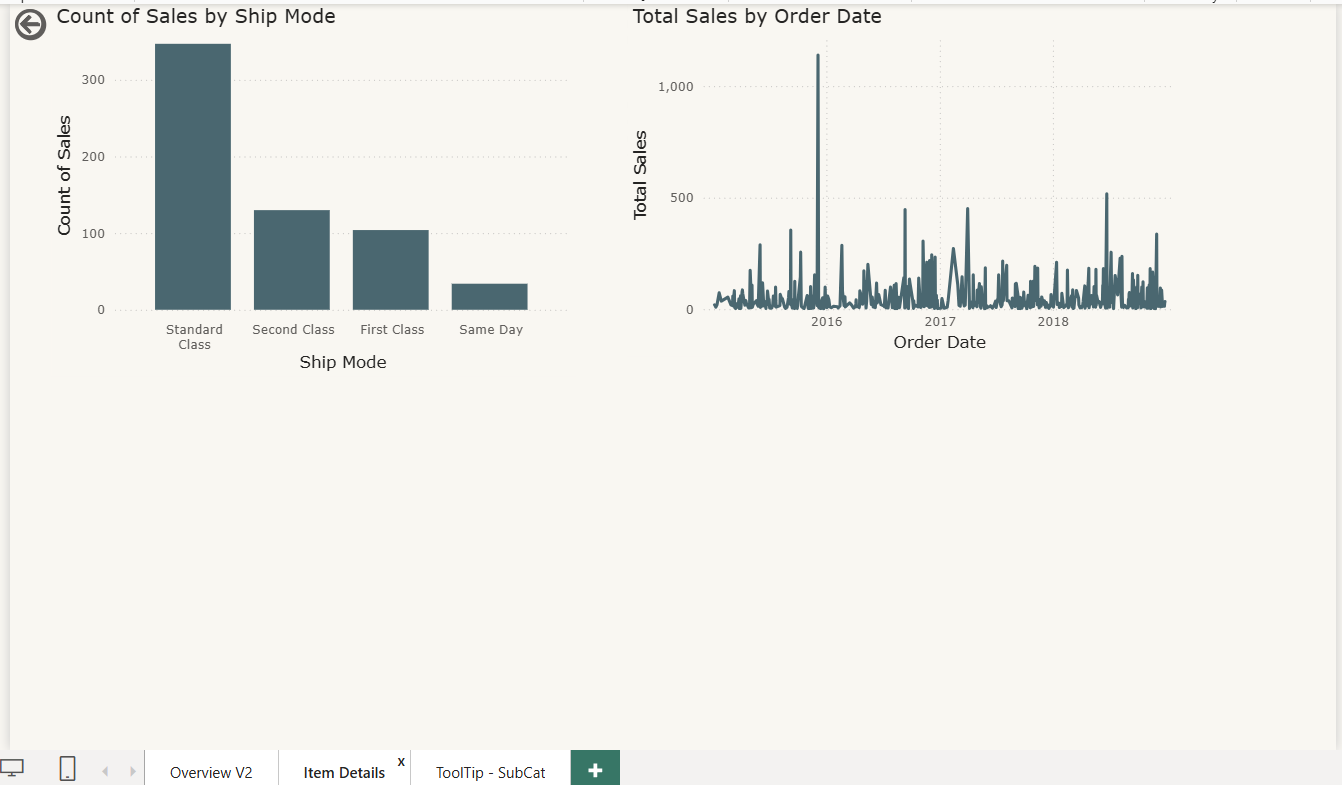 Count of Sales by Ship Mode
Count of Sales
300
200
100
0
Standard
Class
Second Class
First Class
Same Day
Ship Mode
Total Sales by Order Date
Total Sales
1,000
500
0
2016
2017
2018
Order Date
Overview V2
Item Details
x
ToolTip - SubCat
+